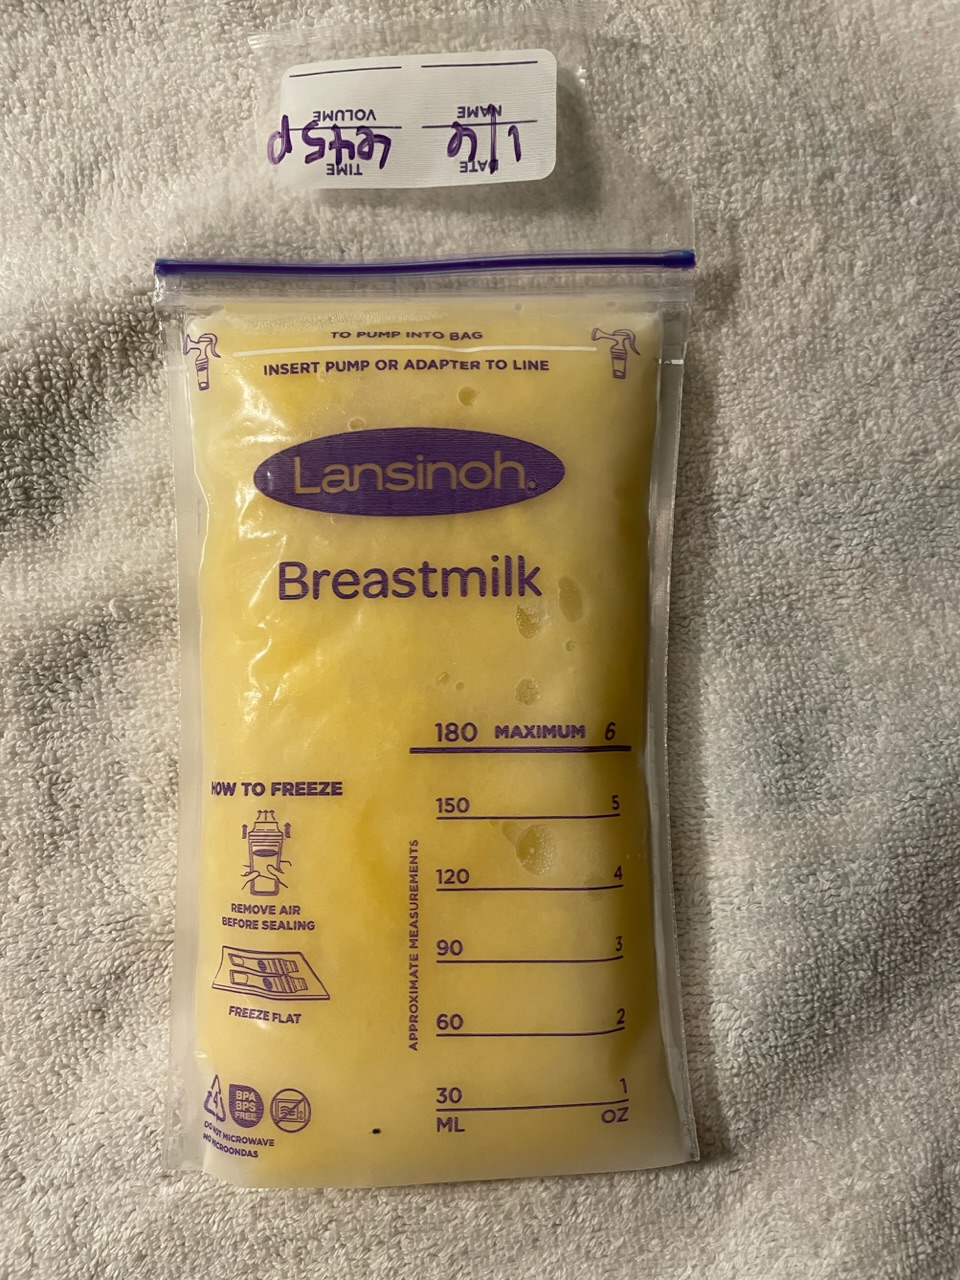 DATE 1/6 TIME 645p
NAME VOLUME
TO PUMP INTO BAG
INSERT PUMP OR ADAPTER TO LINE
Lansinoh®
Breastmilk
180 MAXIMUM 6
150 5
120 4
90 3
60 2
30 1
ML OZ
APPROXIMATE MEASUREMENTS
HOW TO FREEZE
REMOVE AIR
BEFORE SEALING
FREEZE FLAT
4
BPA
BPS
FREE
DO NOT MICROWAVE
NO MICROONDAS